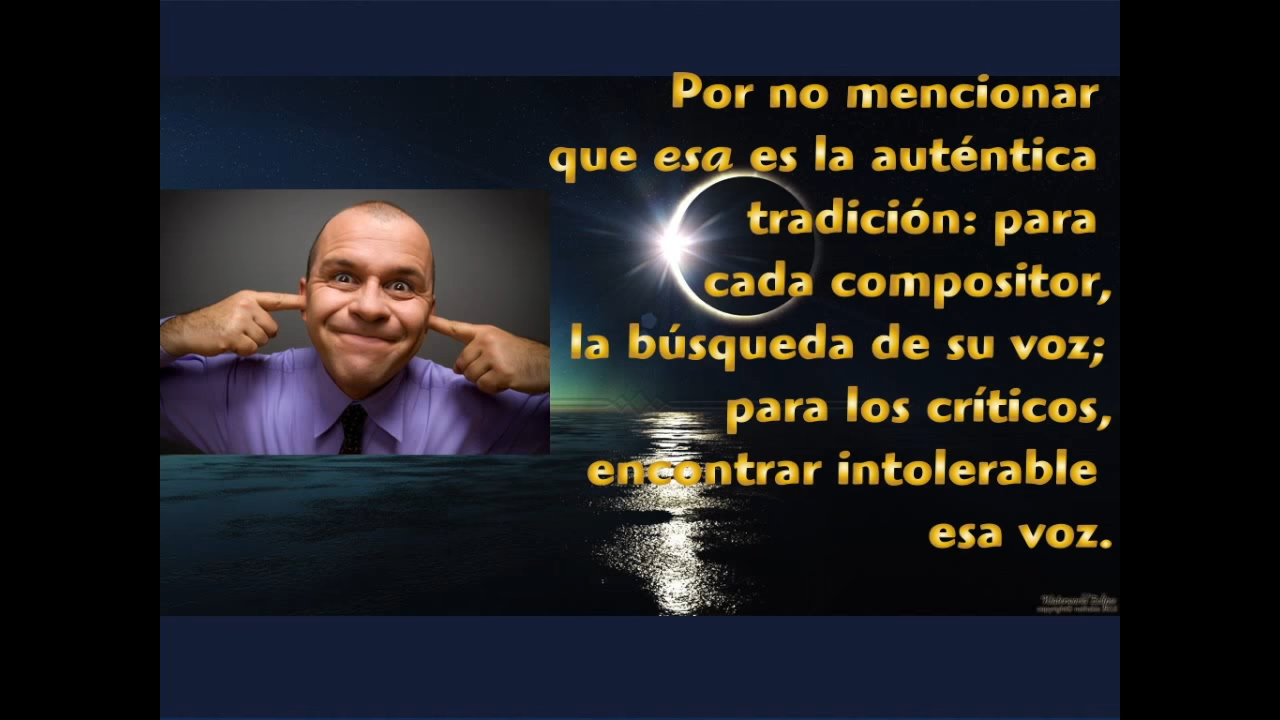 Por no mencionar
que esa es la auténtica
tradición: para
cada compositor,
la búsqueda de su voz;
para los críticos,
encontrar intolerable
esa voz.